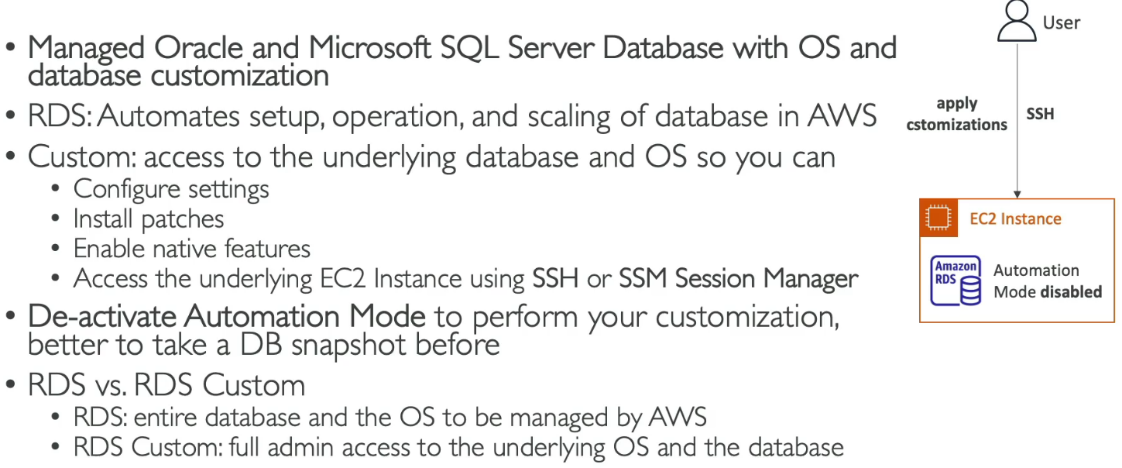 • Managed Oracle and Microsoft SQL Server Database with OS and
database customization
• RDS: Automates setup, operation, and scaling of database in AWS
• Custom: access to the underlying database and OS so you can
• Configure settings
• Install patches
• Enable native features
• Access the underlying EC2 Instance using SSH or SSM Session Manager
• De-activate Automation Mode to perform your customization,
better to take a DB snapshot before
• RDS vs. RDS Custom
• RDS: entire database and the OS to be managed by AWS
• RDS Custom: full admin access to the underlying OS and the database
User
apply
cstomizations
SSH
EC2 Instance
Amazon
RDS
Automation
Mode disabled